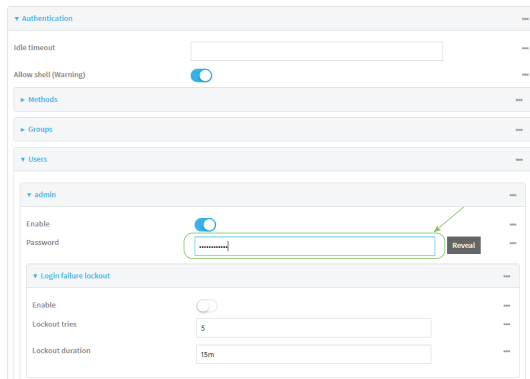 Authentication
Idle timeout
Allow shell (Warning)
Methods
Groups
Users
admin
Enable
Password •••••••••••• Reveal
Login failure lockout
Enable
Lockout tries 5
Lockout duration 15m